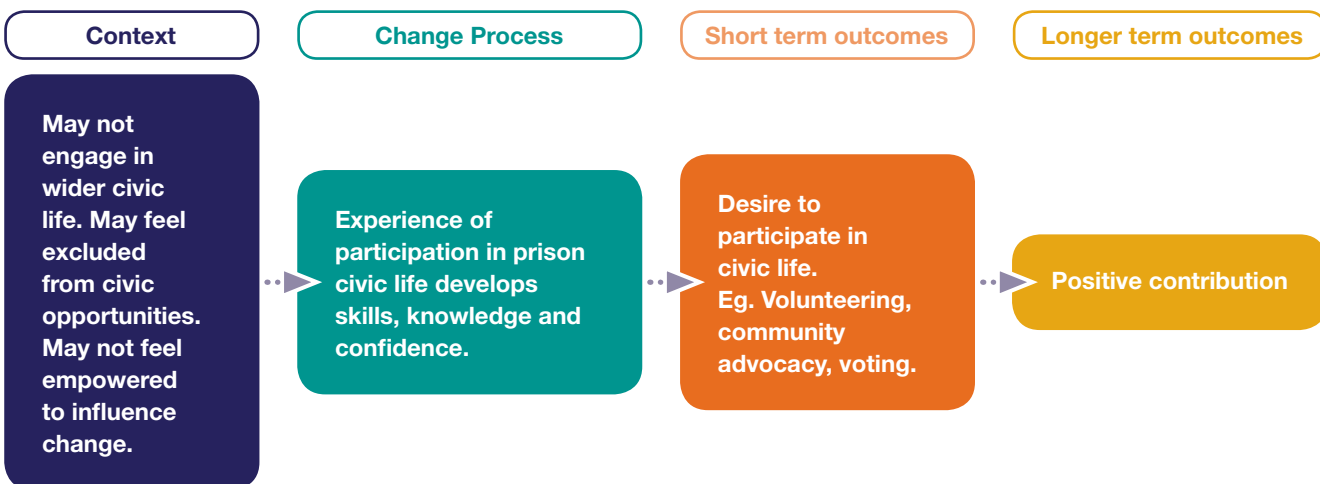 Context
Change Process
Short term outcomes
Longer term outcomes
May not
engage in
wider civic
life. May feel
excluded
from civic
opportunities.
May not feel
empowered
to influence
change.
Experience of
participation in prison
civic life develops
skills, knowledge and
confidence.
Desire to
participate in
civic life.
Eg. Volunteering,
community
advocacy, voting.
Positive contribution